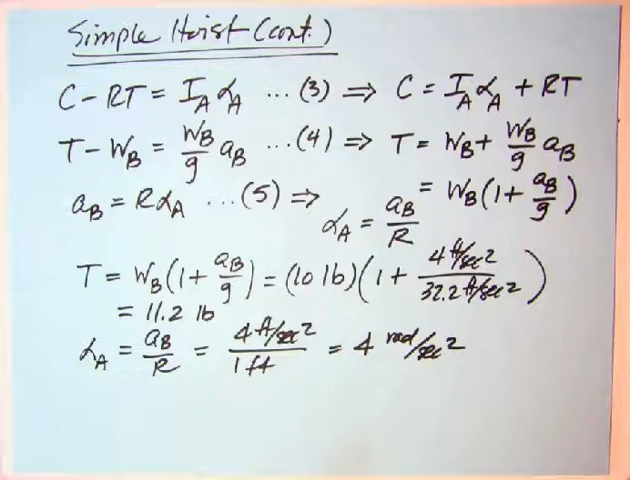 Simple Hoist (cont.)
C - RT = I_A α_A ...(3) ⇒ C = I_A α_A + RT
T - W_B = W_B/g a_B ...(4) ⇒ T = W_B + W_B/g a_B
= W_B(1 + a_B/g)
a_B = Rα_A ...(5) ⇒ α_A = a_B/R
T = W_B(1 + a_B/g) = (10 lb)(1 + 4 ft/sec²/32.2 ft/sec²)
= 11.2 lb
α_A = a_B/R = 4 ft/sec²/1 ft = 4 rad/sec²